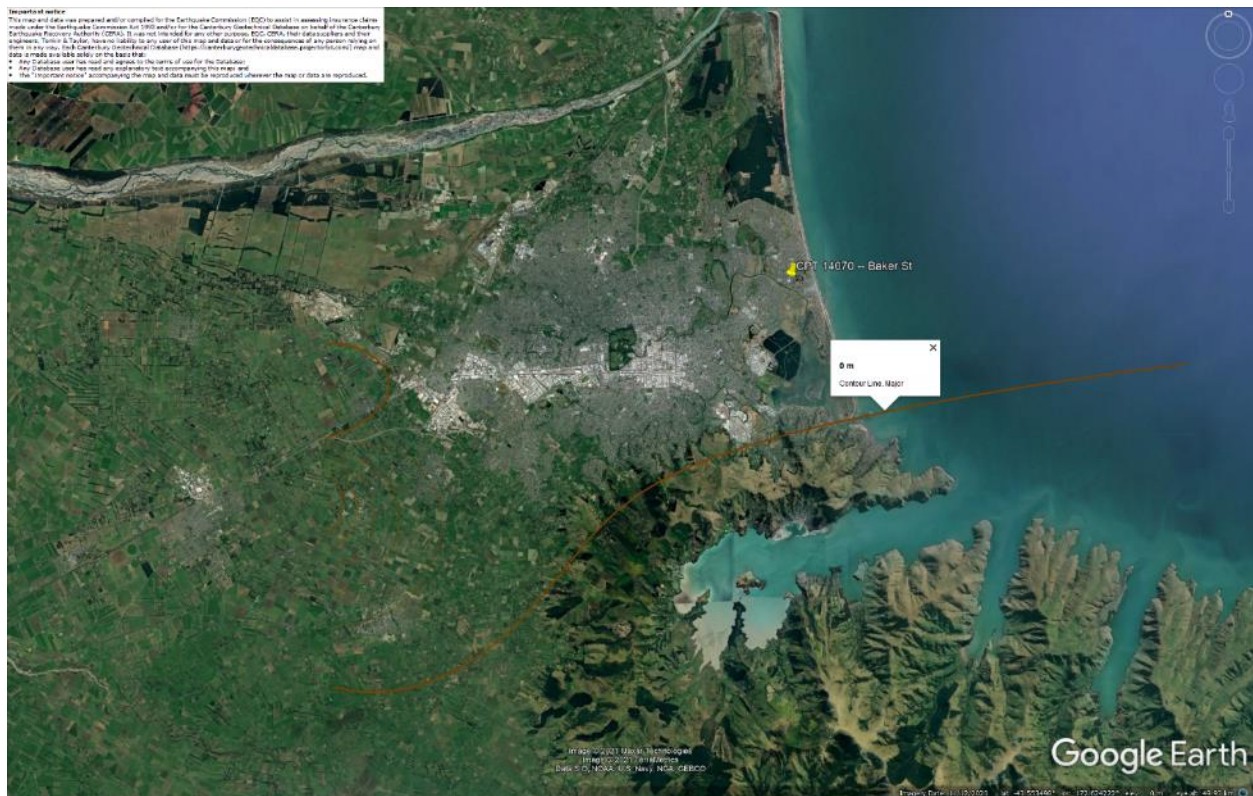 Important notice
This map and data was prepared and/or compiled for the Earthquake Commission (EQC) to assist in assessing insurance claims
made under the Earthquake Commission Act 1993 and/or for the Canterbury Geotechnical Database on behalf of the Canterbury
Earthquake Recovery Authority (CERA). It was not intended for any other purpose. EQC, CERA, their data suppliers and their
engineers, Tonkin & Taylor, have no liability to any user of this map and data or for the consequences of any person relying on
them in any way. Each Canterbury Geotechnical Database (https://canterburygeotechnicaldatabase.projectorbit.com/) map and
data is made available solely on the basis that:
• Any Database user has read and agrees to the terms of use for the Database;
• Any Database user has read any explanatory text accompanying this map; and
• The "Important notice" accompanying the map and data must be reproduced wherever the map or data are reproduced.
N
CPT 14070 -- Baker St
0 m
Contour Line, Major
Image © 2021 Maxar Technologies
Image © 2021 TerraMetrics
Data SIO, NOAA, U.S. Navy, NGA, GEBCO
Google Earth